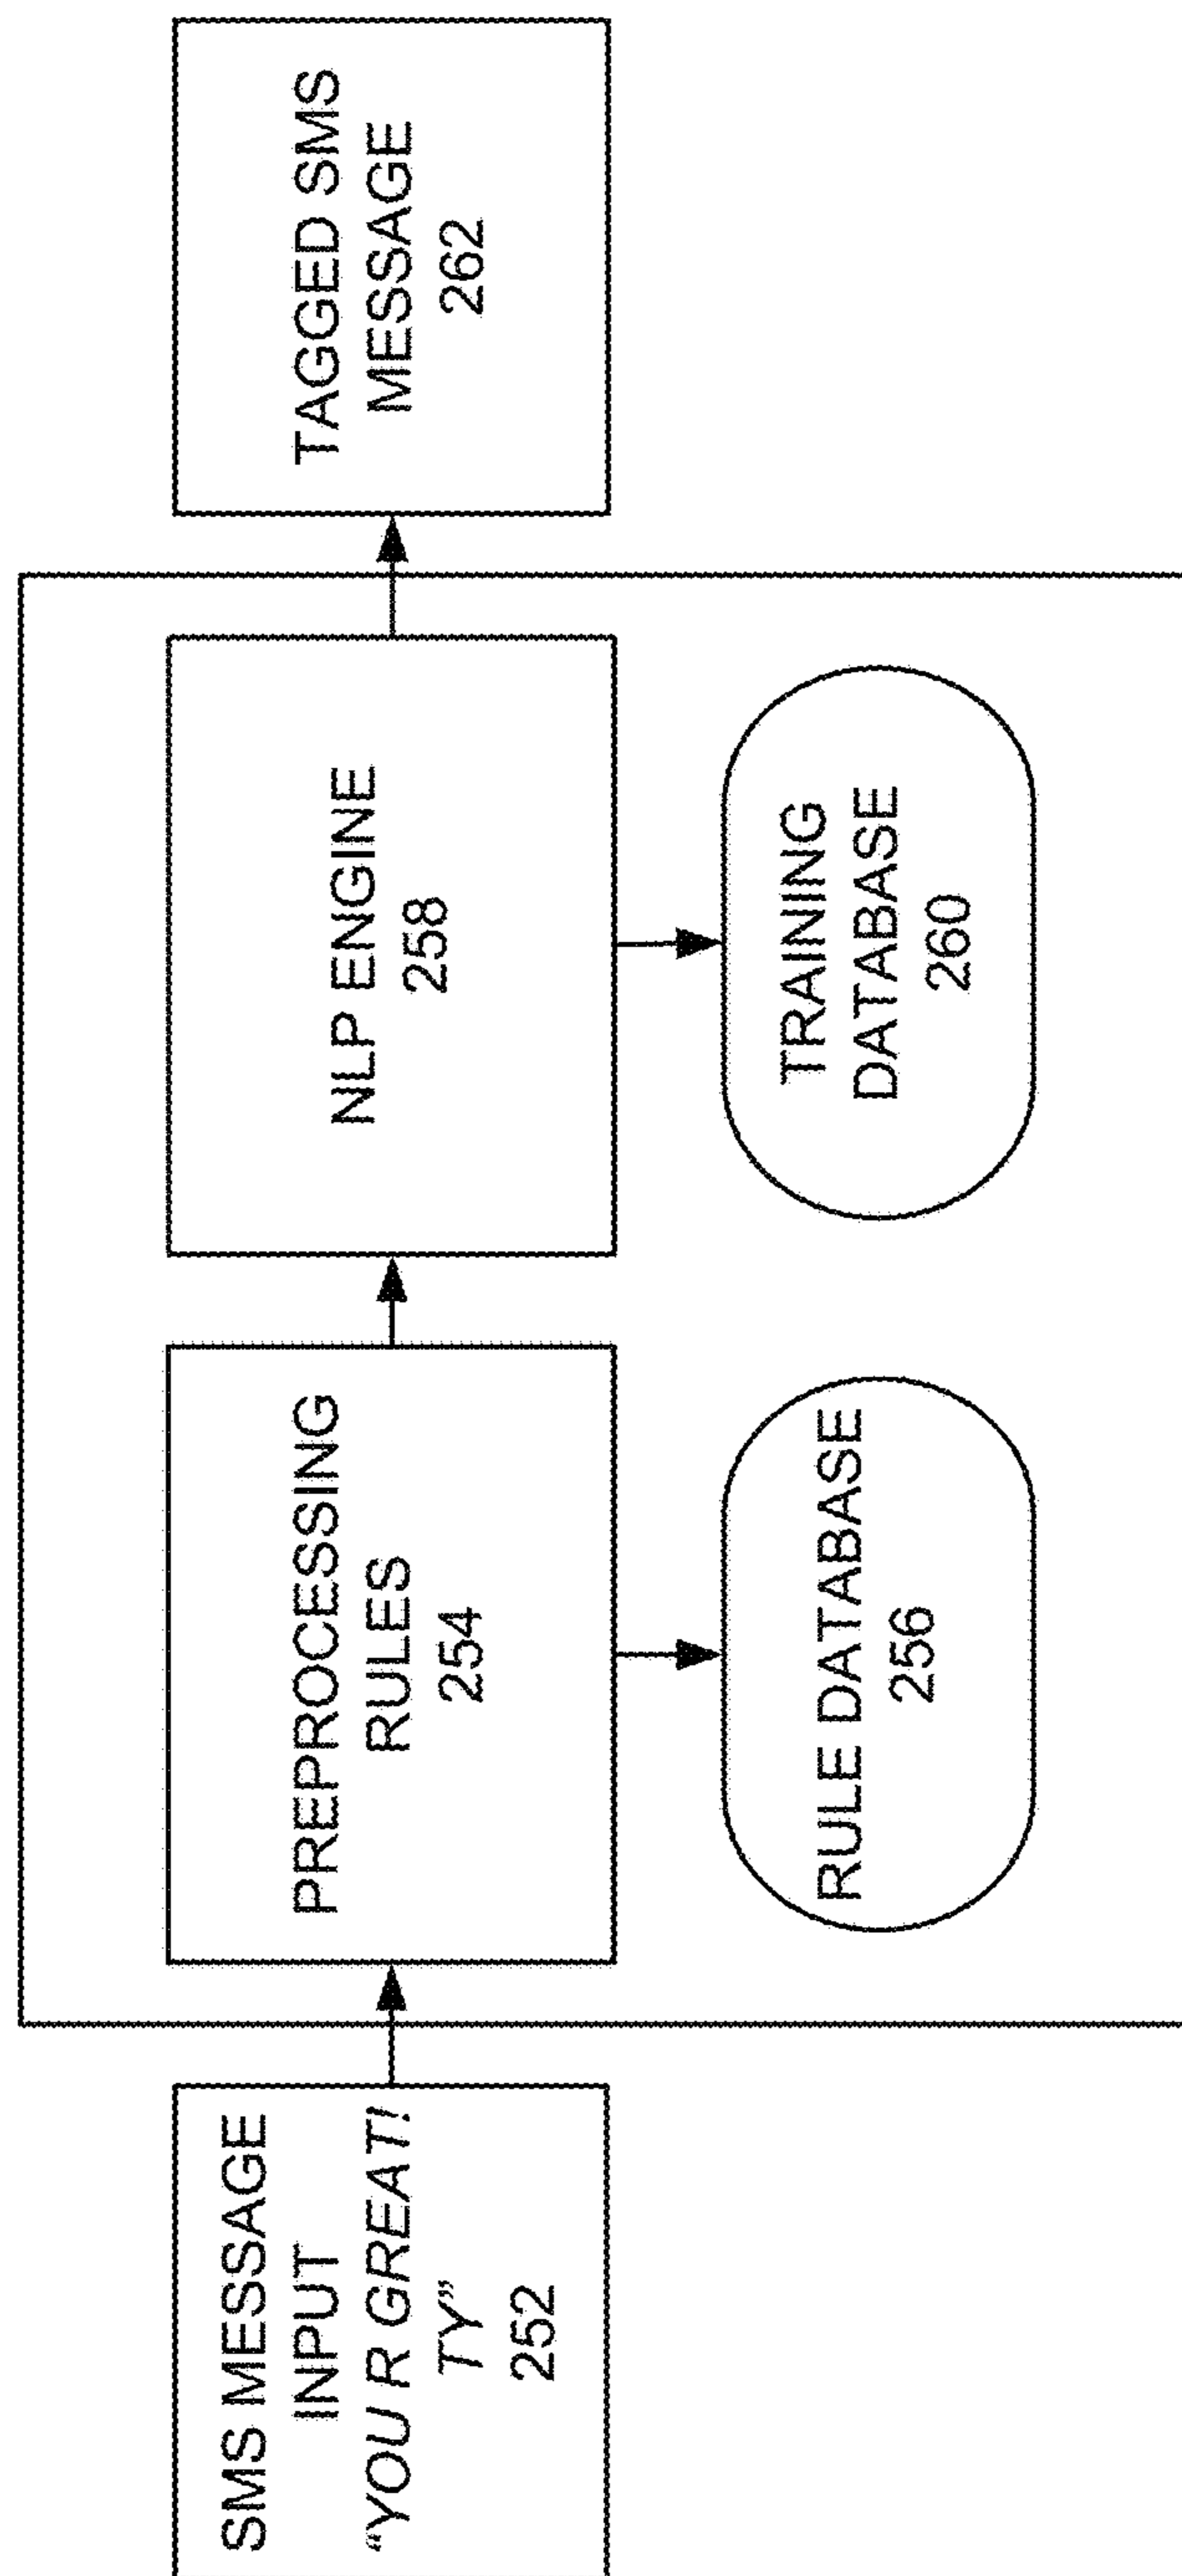 SMS MESSAGE
INPUT
“YOU R GREAT!
TY”
252
PREPROCESSING
RULES
254
RULE DATABASE
256
NLP ENGINE
258
TRAINING
DATABASE
260
TAGGED SMS
MESSAGE
262